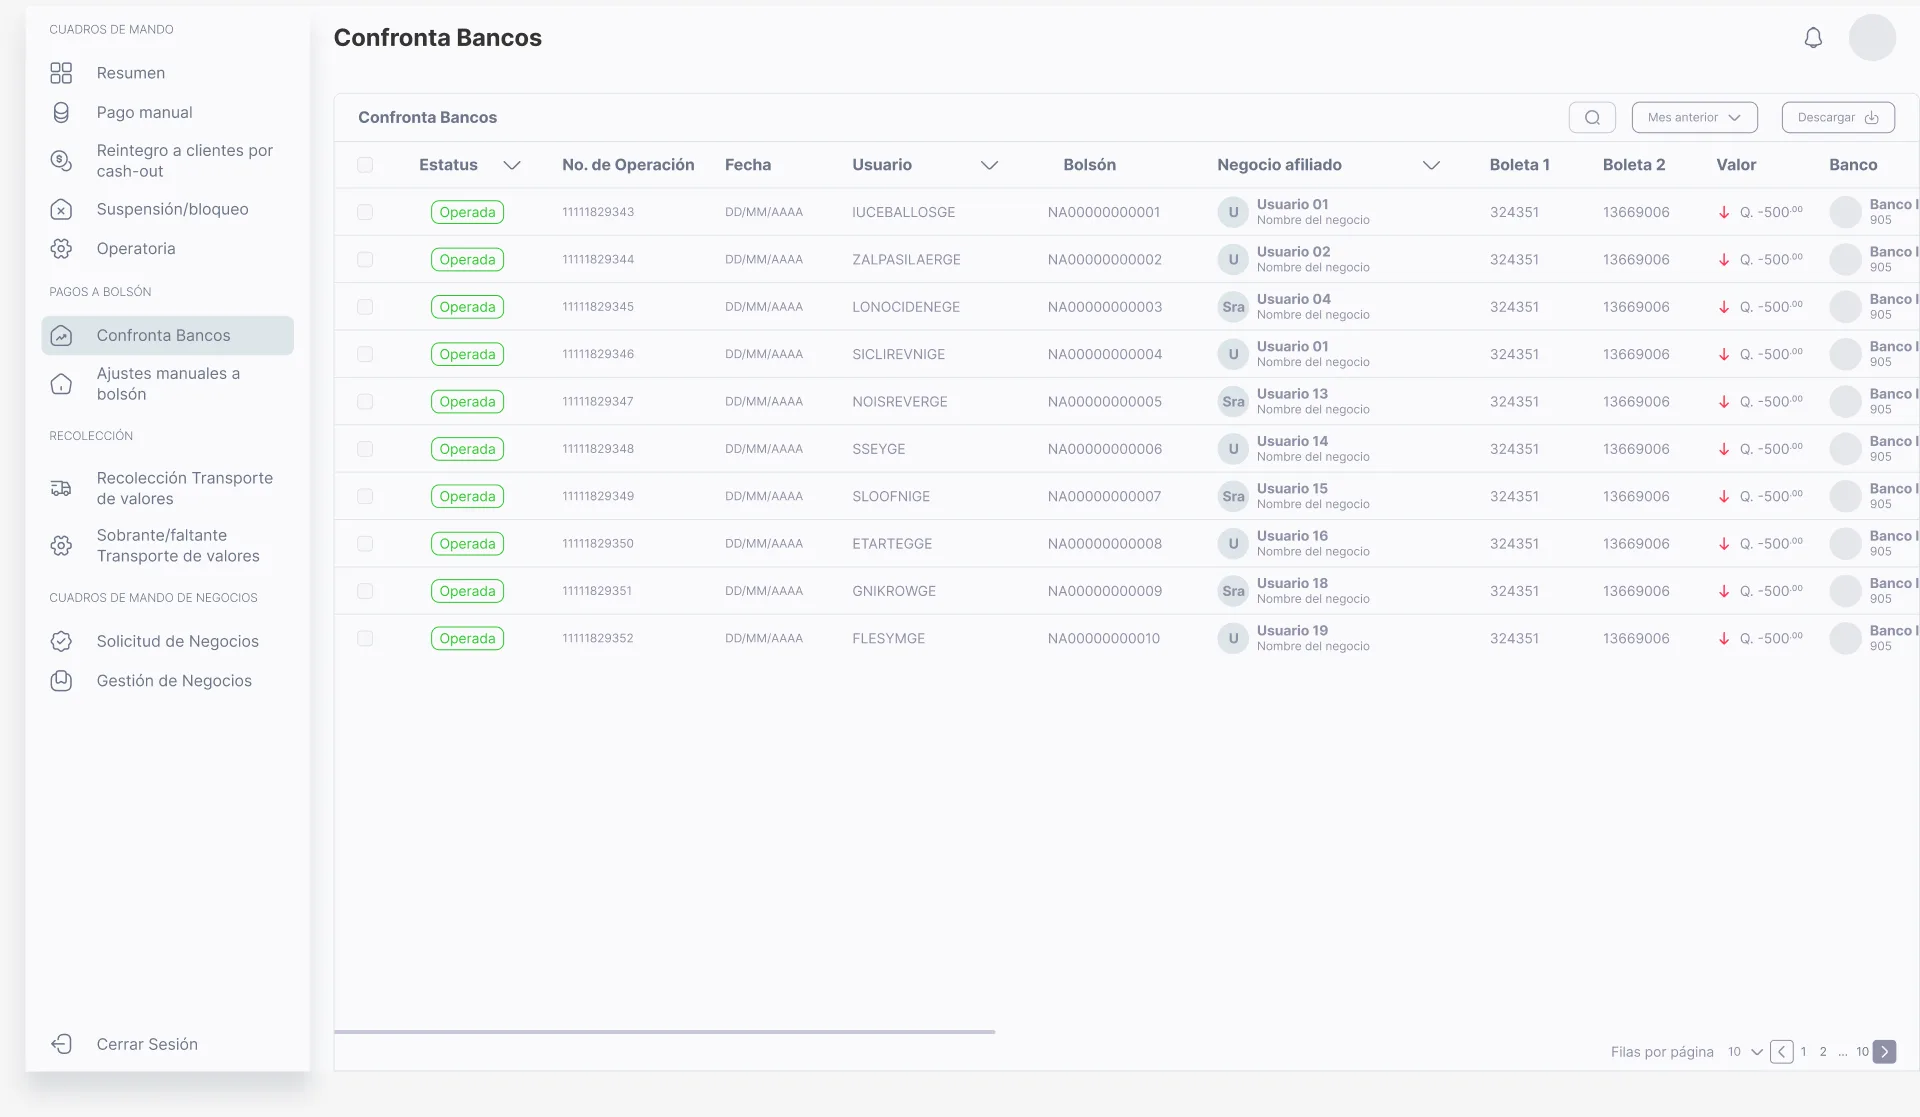 CUADROS DE MANDO
Resumen
Pago manual
Reintegro a clientes por
cash-out
Suspensión/bloqueo
Operatoria
PAGOS A BOLSÓN
Confronta Bancos
Ajustes manuales a
bolsón
RECOLECCIÓN
Recolección Transporte
de valores
Sobrante/faltante
Transporte de valores
CUADROS DE MANDO DE NEGOCIOS
Solicitud de Negocios
Gestión de Negocios
Cerrar Sesión
Confronta Bancos
Confronta Bancos Mes anterior Descargar
Estatus No. de Operación Fecha Usuario Bolsón Negocio afiliado Boleta 1 Boleta 2 Valor Banco
Operada 11111829343 DD/MM/AAAA IUCEBALLOSGE NA00000000001 U Usuario 01 324351 13669006 Q. -500.00 Banco I
Nombre del negocio 905
Operada 11111829344 DD/MM/AAAA ZALPASILAERGE NA00000000002 U Usuario 02 324351 13669006 Q. -500.00 Banco I
Nombre del negocio 905
Operada 11111829345 DD/MM/AAAA LONOCIDENEGE NA00000000003 Sra Usuario 04 324351 13669006 Q. -500.00 Banco I
Nombre del negocio 905
Operada 11111829346 DD/MM/AAAA SICLIREVNIGE NA00000000004 U Usuario 01 324351 13669006 Q. -500.00 Banco I
Nombre del negocio 905
Operada 11111829347 DD/MM/AAAA NOISREVERGE NA00000000005 Sra Usuario 13 324351 13669006 Q. -500.00 Banco I
Nombre del negocio 905
Operada 11111829348 DD/MM/AAAA SSEYGE NA00000000006 U Usuario 14 324351 13669006 Q. -500.00 Banco I
Nombre del negocio 905
Operada 11111829349 DD/MM/AAAA SLOOFNIGE NA00000000007 Sra Usuario 15 324351 13669006 Q. -500.00 Banco I
Nombre del negocio 905
Operada 11111829350 DD/MM/AAAA ETARTEGGE NA00000000008 U Usuario 16 324351 13669006 Q. -500.00 Banco I
Nombre del negocio 905
Operada 11111829351 DD/MM/AAAA GNIKROWGE NA00000000009 Sra Usuario 18 324351 13669006 Q. -500.00 Banco I
Nombre del negocio 905
Operada 11111829352 DD/MM/AAAA FLESYMGE NA00000000010 U Usuario 19 324351 13669006 Q. -500.00 Banco I
Nombre del negocio 905
Filas por página 10 1 2 ... 10